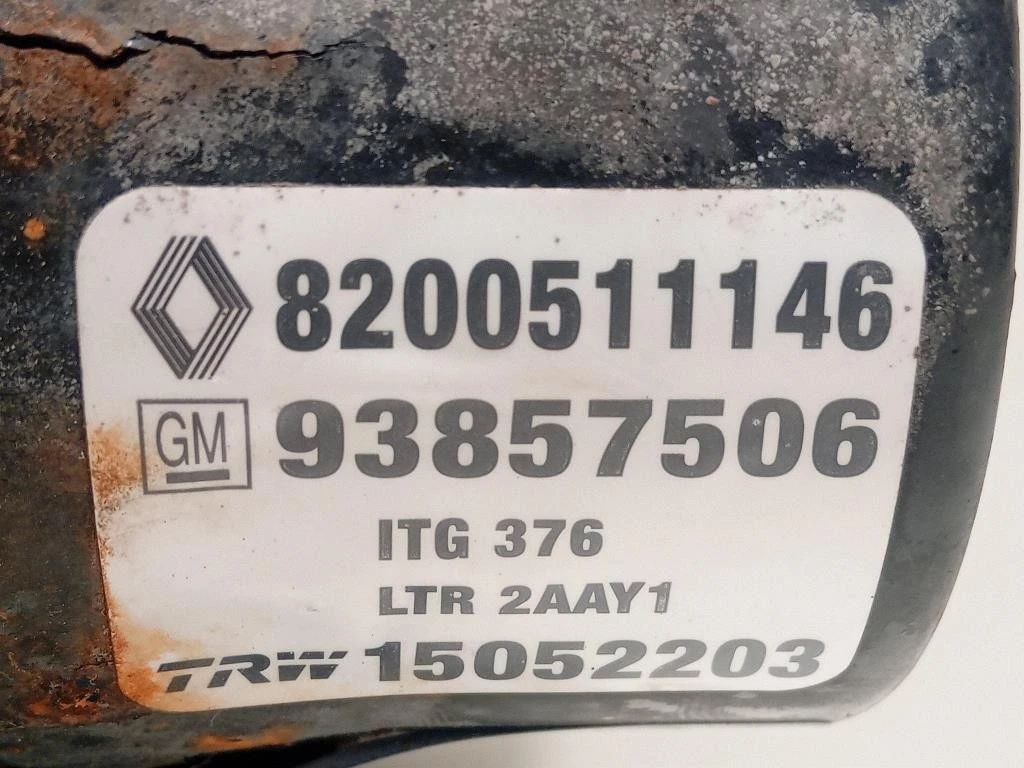 8200511146
GM 93857506
ITG 376
LTR 2AAY1
TRW 15052203